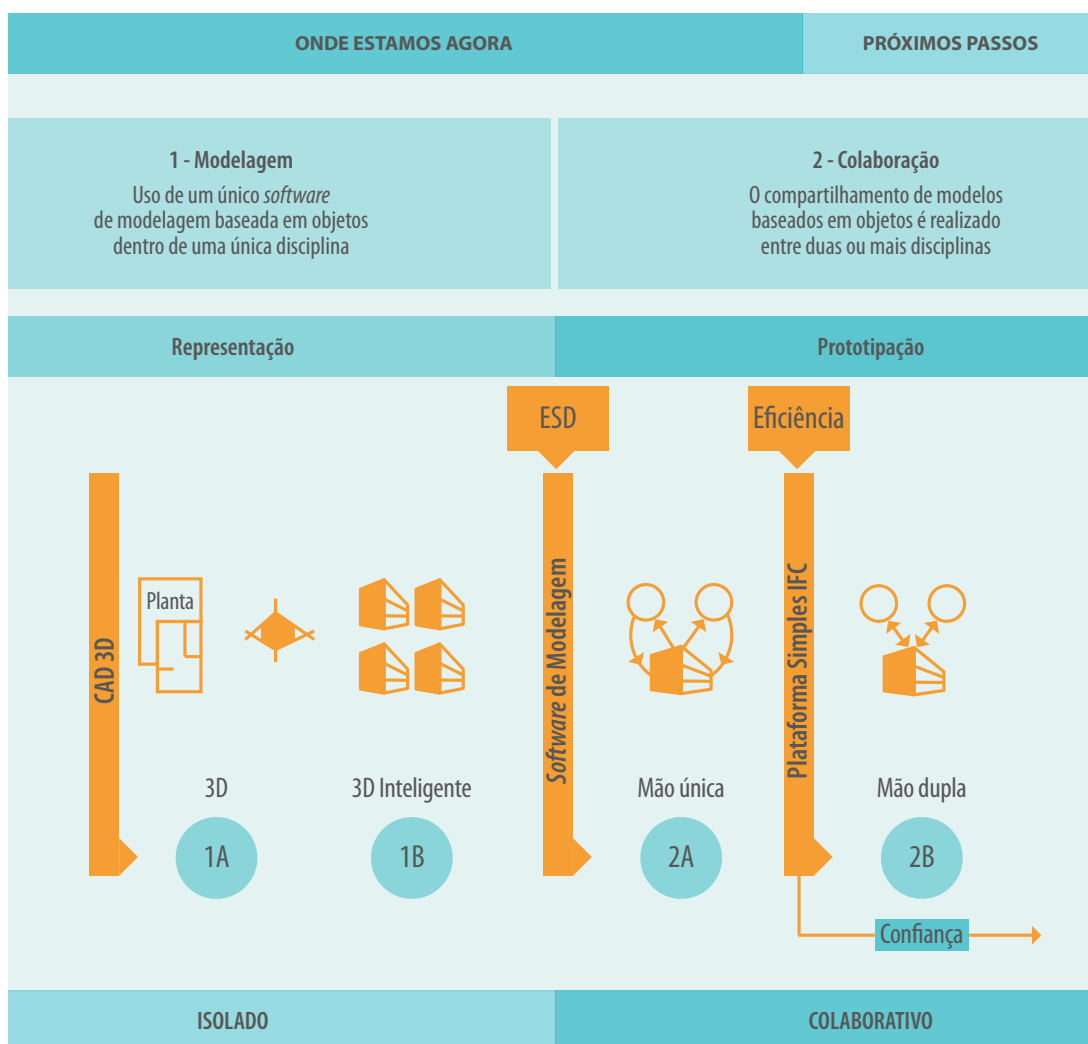 ONDE ESTAMOS AGORA
PRÓXIMOS PASSOS
1 - Modelagem
Uso de um único software
de modelagem baseada em objetos
dentro de uma única disciplina
2 - Colaboração
O compartilhamento de modelos
baseados em objetos é realizado
entre duas ou mais disciplinas
Representação
Prototipação
ESD
Eficiência
CAD 3D
Planta
Software de Modelagem
Plataforma Simples IFC
3D
3D Inteligente
Mão única
Mão dupla
1A
1B
2A
2B
Confiança
ISOLADO
COLABORATIVO